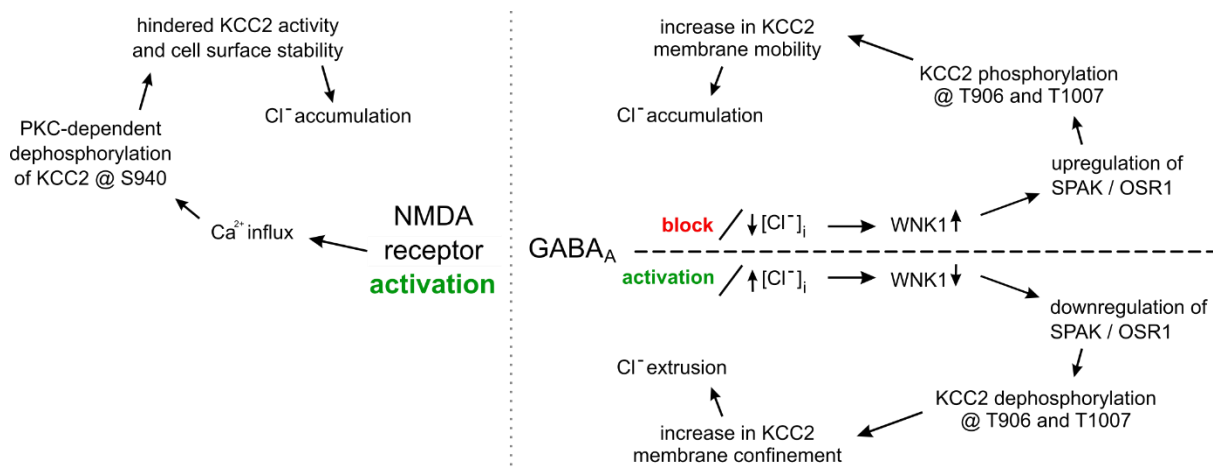 hindered KCC2 activity
and cell surface stability
Cl⁻ accumulation
PKC-dependent
dephosphorylation
of KCC2 @ S940
Ca²⁺ influx
NMDA
receptor
activation
increase in KCC2
membrane mobility
Cl⁻ accumulation
KCC2 phosphorylation
@ T906 and T1007
upregulation of
SPAK / OSR1
block / ↓ [Cl⁻]ᵢ → WNK1 ↑
GABA_A
activation / ↑ [Cl⁻]ᵢ → WNK1 ↓
downregulation of
SPAK / OSR1
Cl⁻ extrusion
KCC2 dephosphorylation
@ T906 and T1007
increase in KCC2
membrane confinement